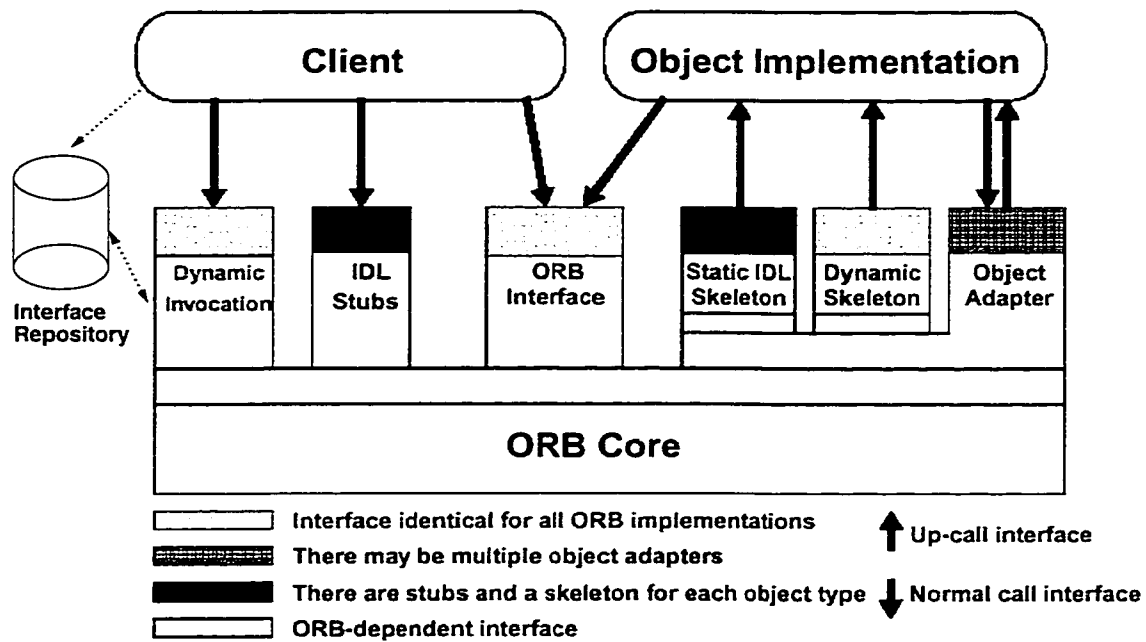 Client
Object Implementation
Interface
Repository
Dynamic
Invocation
IDL
Stubs
ORB
Interface
Static IDL
Skeleton
Dynamic
Skeleton
Object
Adapter
ORB Core
Interface identical for all ORB implementations
There may be multiple object adapters
There are stubs and a skeleton for each object type
ORB-dependent interface
Up-call interface
Normal call interface